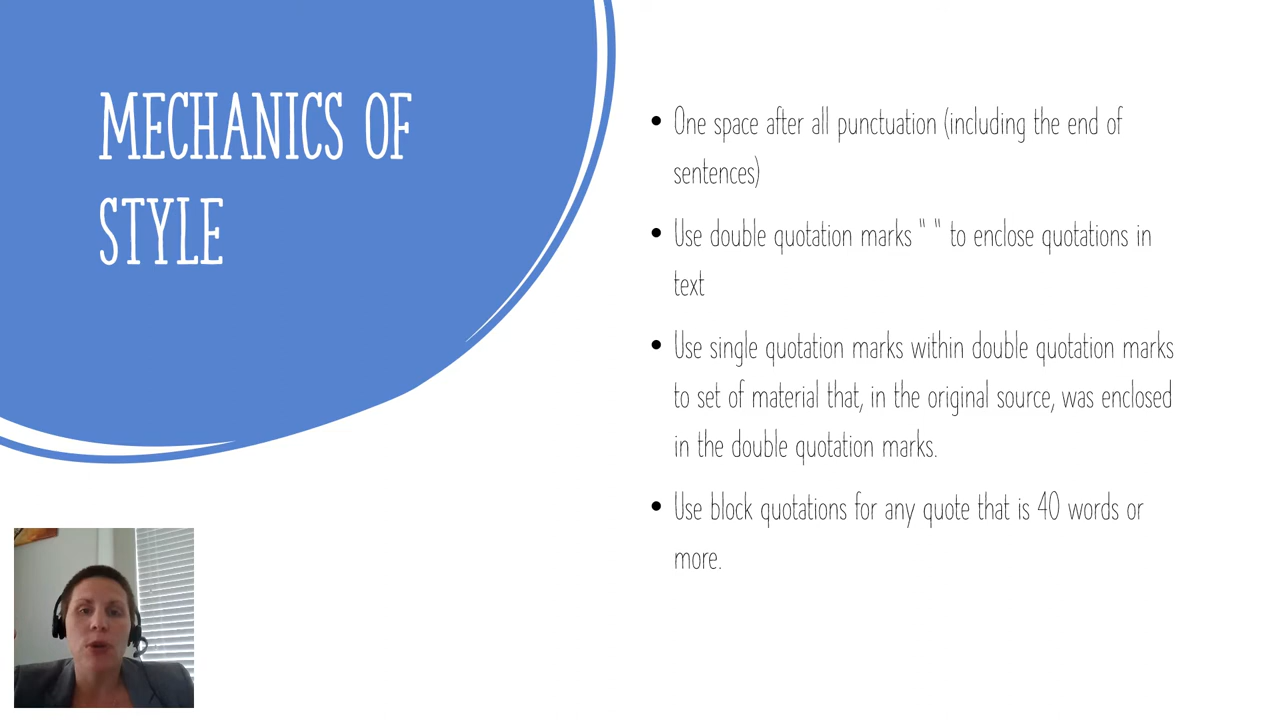 MECHANICS OF
STYLE
• One space after all punctuation (including the end of
sentences)
• Use double quotation marks " " to enclose quotations in
text
• Use single quotation marks within double quotation marks
to set of material that, in the original source, was enclosed
in the double quotation marks.
• Use block quotations for any quote that is 40 words or
more.